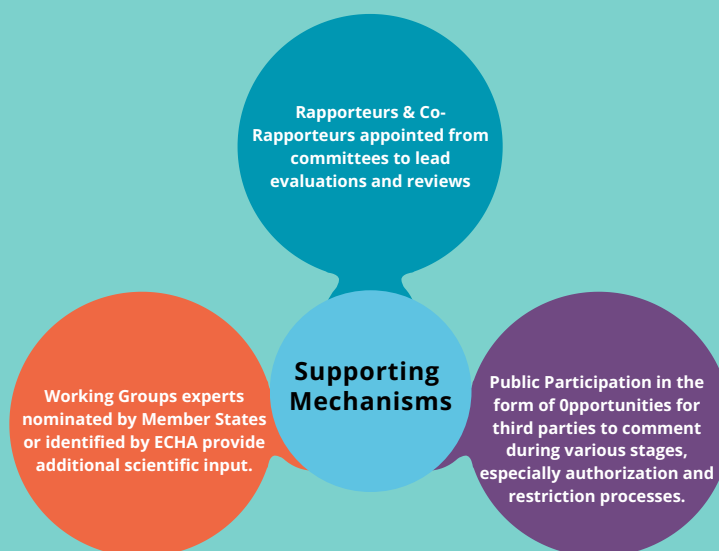 Rapporteurs & Co-
Rapporteurs appointed from
committees to lead
evaluations and reviews
Supporting
Mechanisms
Working Groups experts
nominated by Member States
or identified by ECHA provide
additional scientific input.
Public Participation in the
form of 0pportunities for
third parties to comment
during various stages,
especially authorization and
restriction processes.